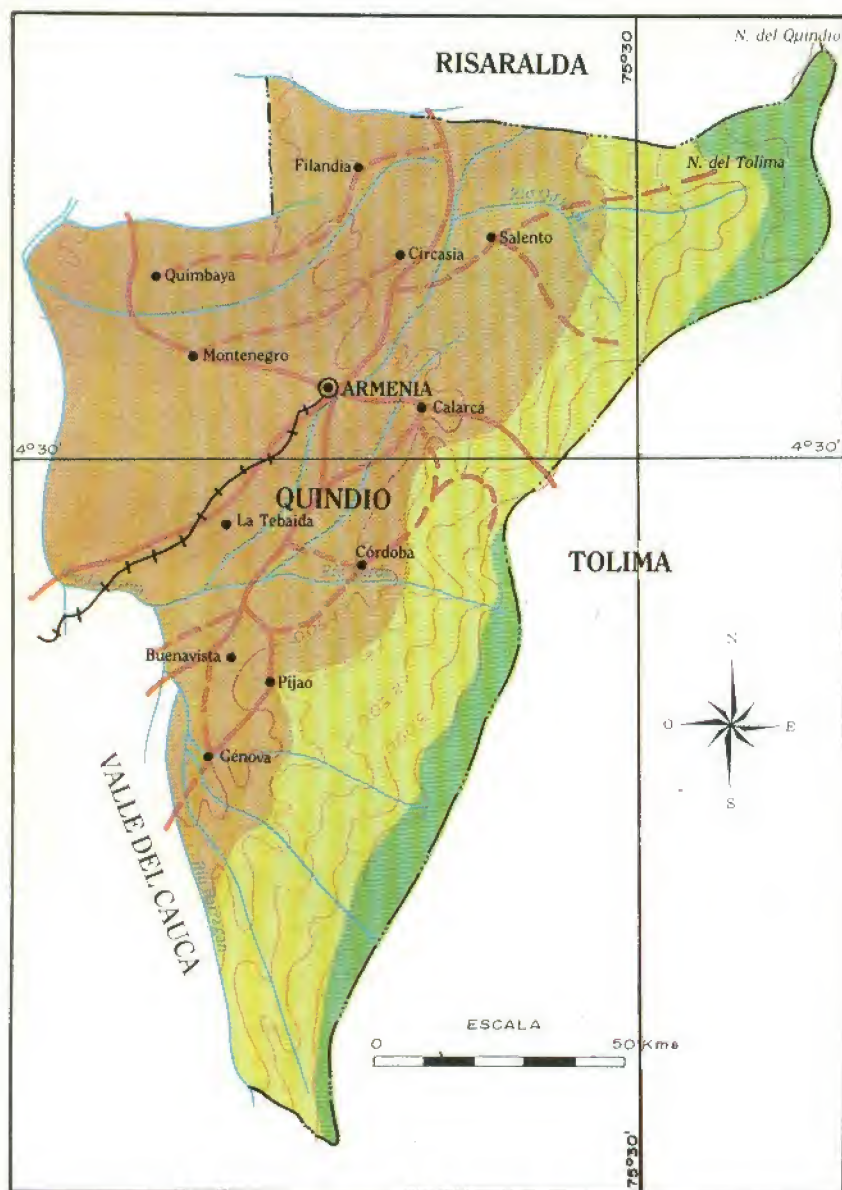 N. del Quindio
75°30
RISARALDA
N. del Tolima
Filandia
Salento
Circasia
Quimbaya
Montenegro
ARMENIA
Calarcá
4°30'
4°30'
QUINDIO
La Tebaida
Córdoba
TOLIMA
Buenavista
Pijao
N
O
E
S
Génova
VALLE DEL CAUCA
ESCALA
0
50 Kms
75°30'